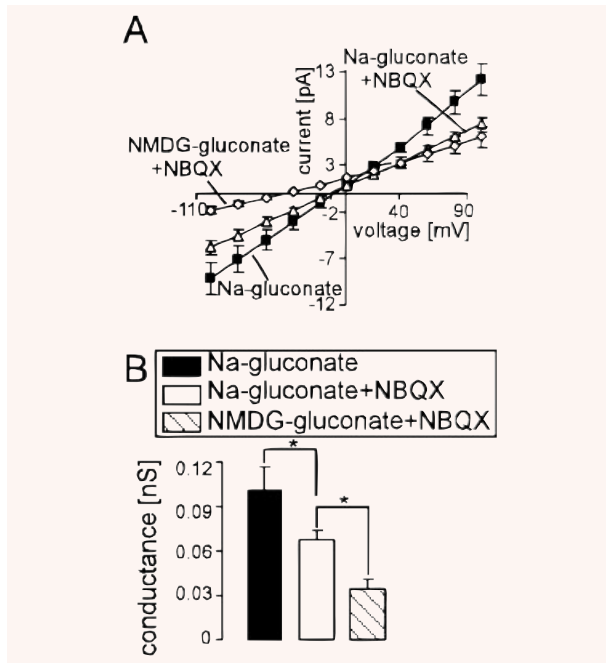 A
Na-gluconate
+NBQX
13
current [pA]
8
NMDG-gluconate
+NBQX
3
-110
-2
40
90
voltage [mV]
-7
Na-gluconate
-12
B
Na-gluconate
Na-gluconate+NBQX
NMDG-gluconate+NBQX
*
0.12
*
0.09
conductance [nS]
0.06
0.03
0